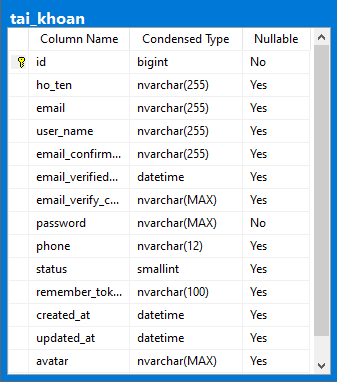 tai_khoan
Column Name Condensed Type Nullable
id bigint No
ho_ten nvarchar(255) Yes
email nvarchar(255) Yes
user_name nvarchar(255) Yes
email_confirm... nvarchar(255) Yes
email_verified... datetime Yes
email_verify_c... nvarchar(MAX) Yes
password nvarchar(MAX) No
phone nvarchar(12) Yes
status smallint Yes
remember_tok... nvarchar(100) Yes
created_at datetime Yes
updated_at datetime Yes
avatar nvarchar(MAX) Yes